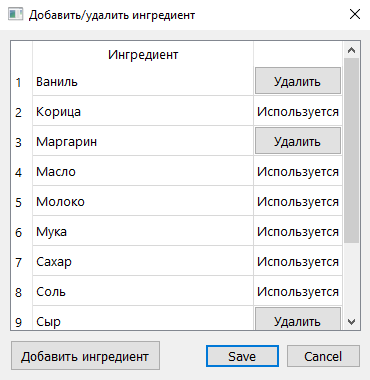 Добавить/удалить ингредиент
Ингредиент
1 Ваниль Удалить
2 Корица Используется
3 Маргарин Удалить
4 Масло Используется
5 Молоко Используется
6 Мука Используется
7 Сахар Используется
8 Соль Используется
9 Сыр Удалить
Добавить ингредиент Save Cancel